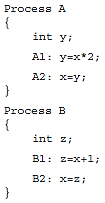 Process A
{
int y;
A1: y=x*2;
A2: x=y;
}
Process B
{
int z;
B1: z=x+1;
B2: x=z;
}